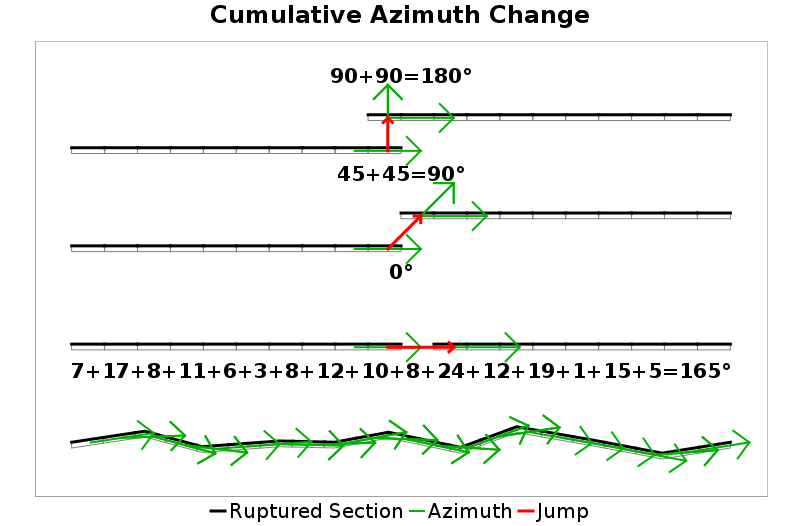 Cumulative Azimuth Change
90+90=180°
45+45=90°
0°
7+17+8+11+6+3+8+12+10+8+24+12+19+1+15+5=165°
Ruptured Section Azimuth Jump